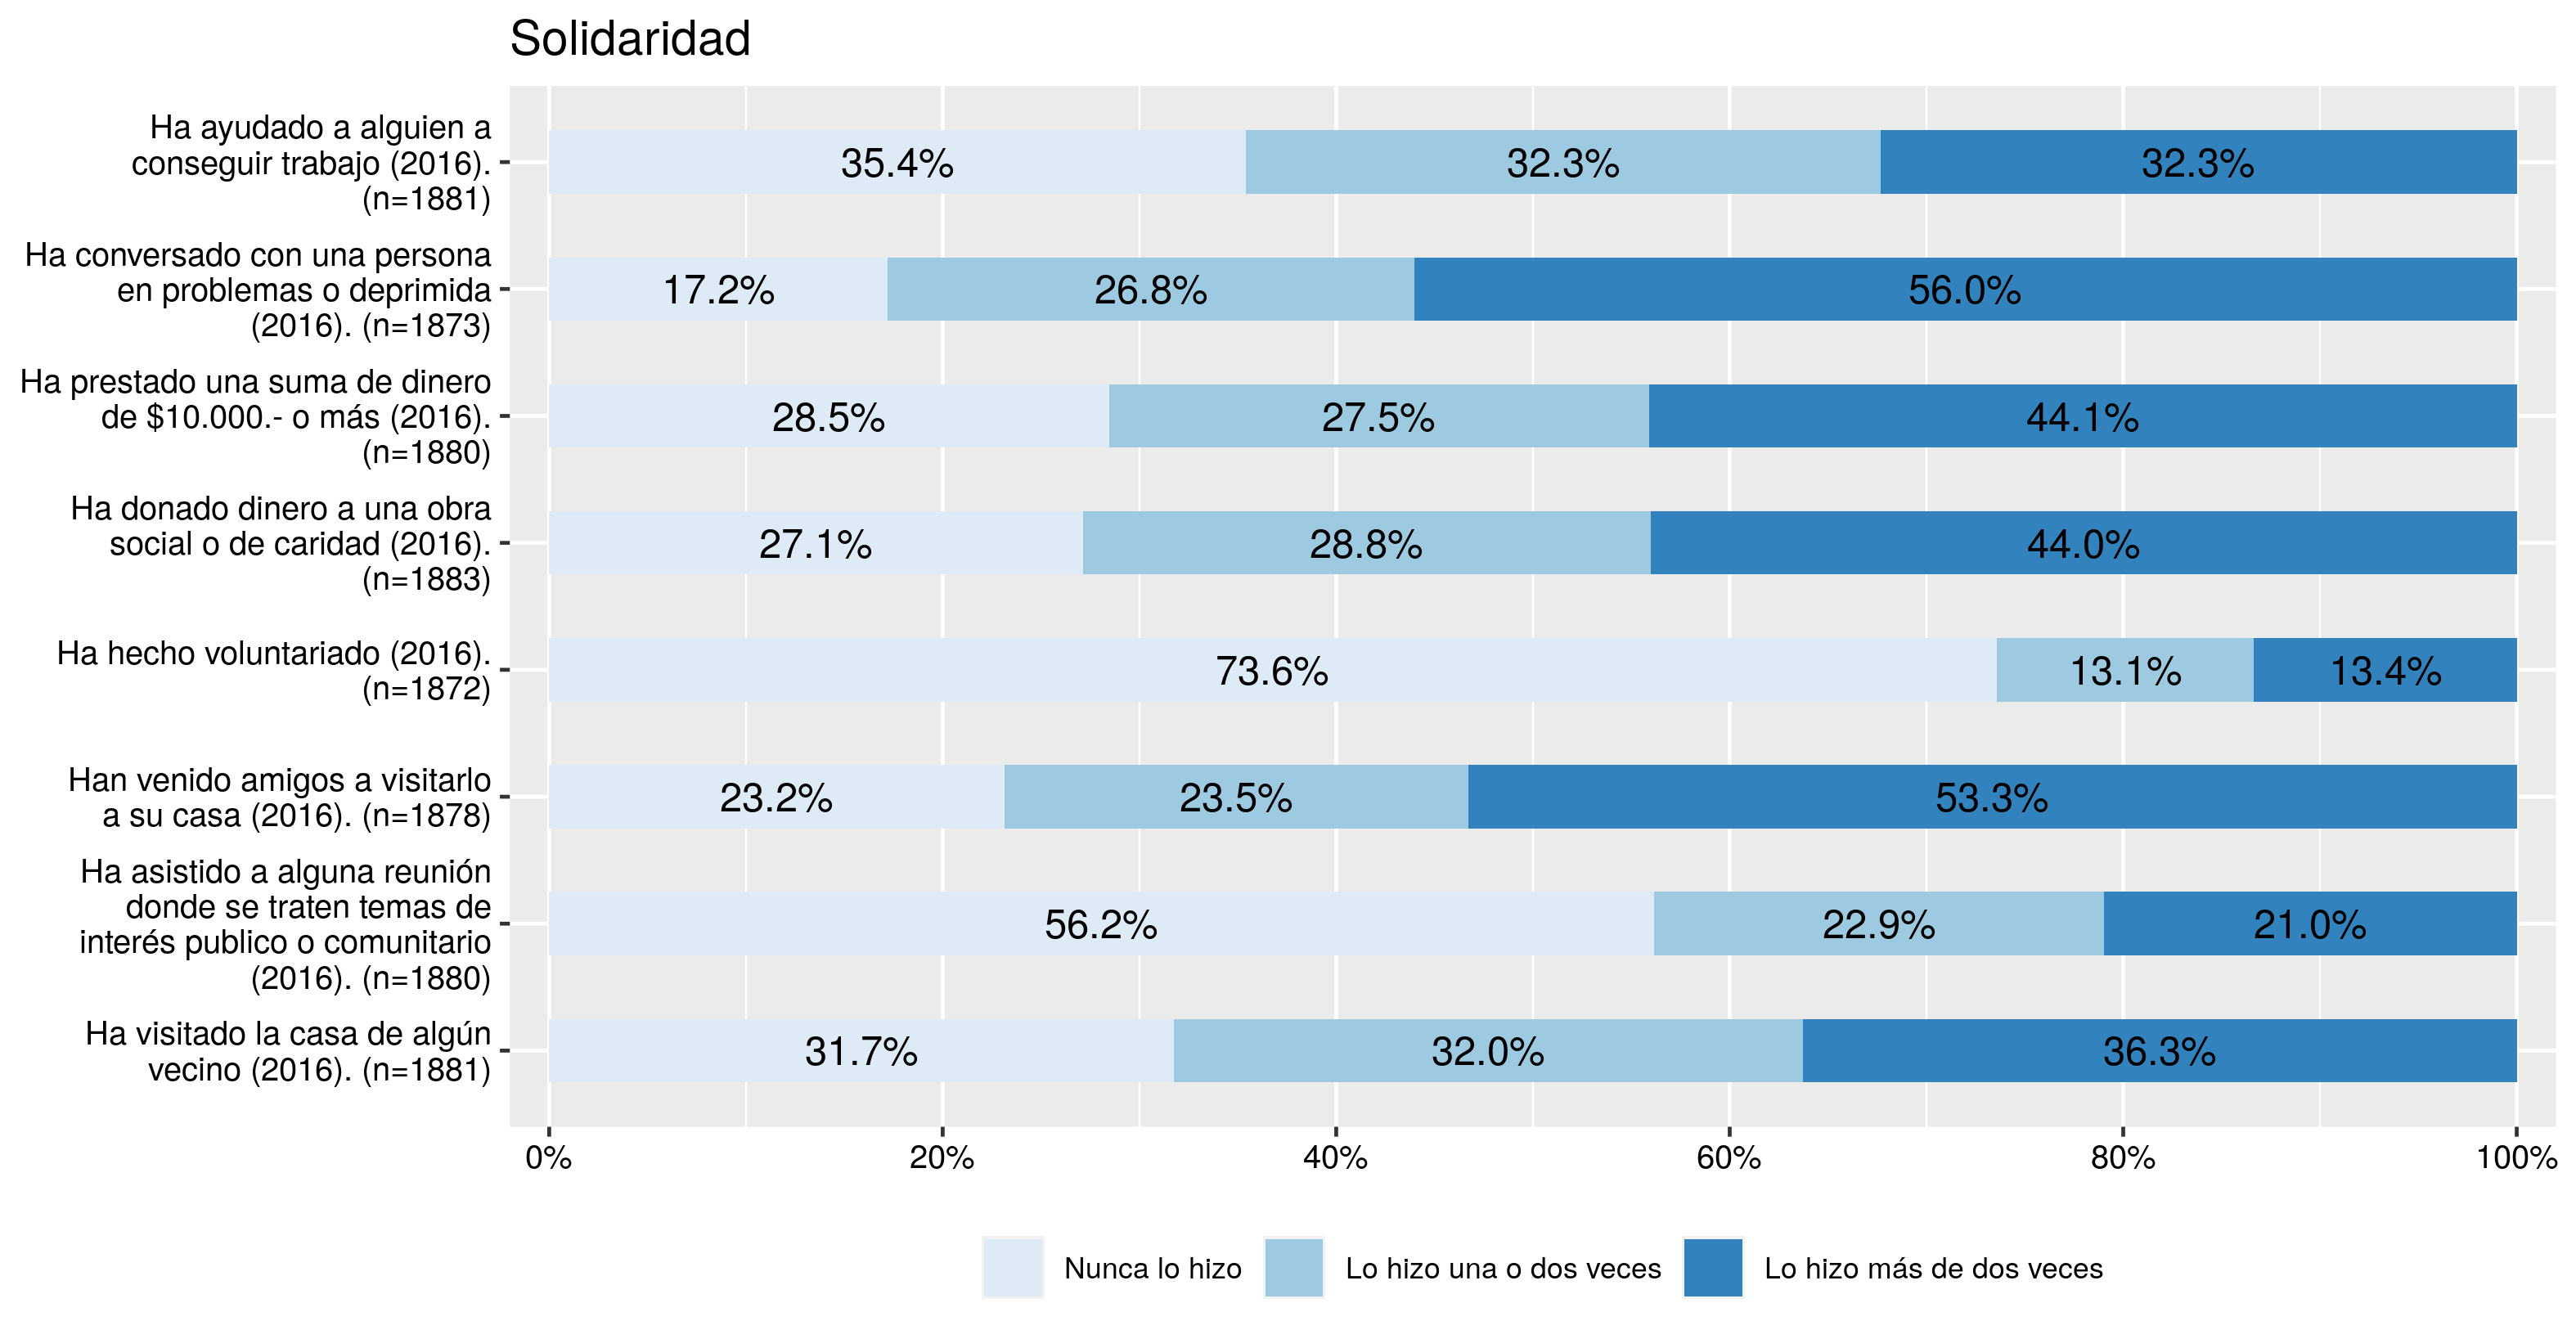 Solidaridad
Ha ayudado a alguien a
conseguir trabajo (2016).
(n=1881)
35.4%
32.3%
32.3%
Ha conversado con una persona
en problemas o deprimida
(2016). (n=1873)
17.2%
26.8%
56.0%
Ha prestado una suma de dinero
de $10.000.- o más (2016).
(n=1880)
28.5%
27.5%
44.1%
Ha donado dinero a una obra
social o de caridad (2016).
(n=1883)
27.1%
28.8%
44.0%
Ha hecho voluntariado (2016).
(n=1872)
73.6%
13.1%
13.4%
Han venido amigos a visitarlo
a su casa (2016). (n=1878)
23.2%
23.5%
53.3%
Ha asistido a alguna reunión
donde se traten temas de
interés publico o comunitario
(2016). (n=1880)
56.2%
22.9%
21.0%
Ha visitado la casa de algún
vecino (2016). (n=1881)
31.7%
32.0%
36.3%
0%
20%
40%
60%
80%
100%
Nunca lo hizo
Lo hizo una o dos veces
Lo hizo más de dos veces